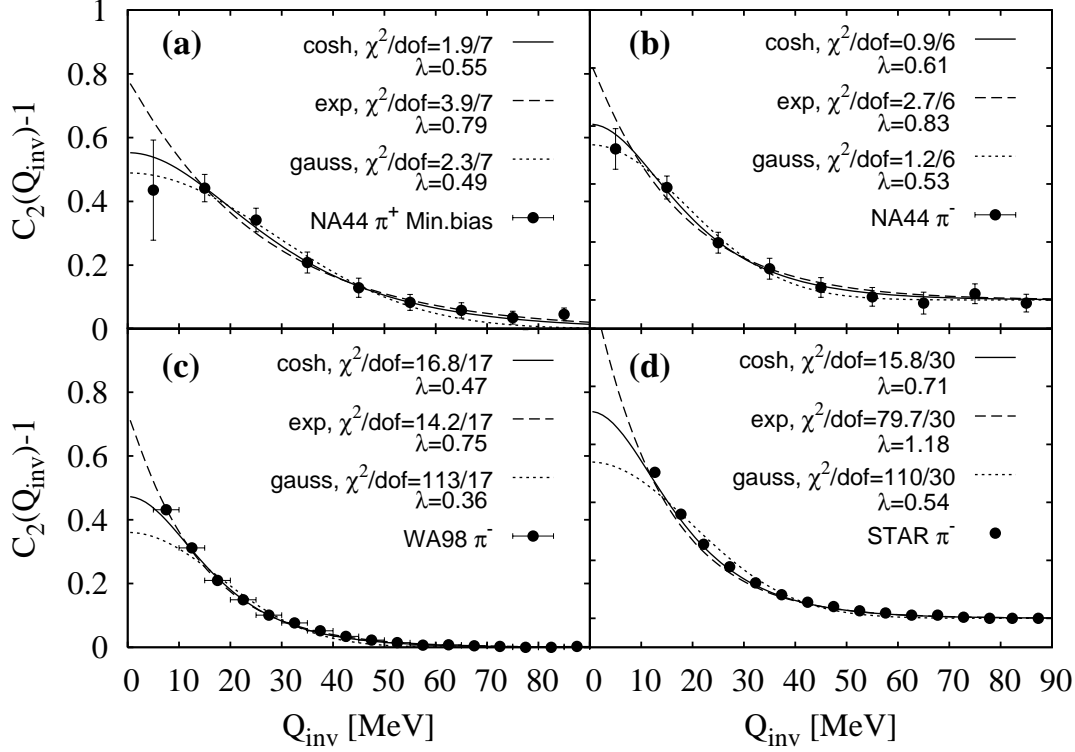 (a)
cosh, χ²/dof=1.9/7
λ=0.55
exp, χ²/dof=3.9/7
λ=0.79
gauss, χ²/dof=2.3/7
λ=0.49
NA44 π⁺ Min.bias
(b)
cosh, χ²/dof=0.9/6
λ=0.61
exp, χ²/dof=2.7/6
λ=0.83
gauss, χ²/dof=1.2/6
λ=0.53
NA44 π⁻
C₂(Q_inv)-1
1
0.8
0.6
0.4
0.2
0
(c)
cosh, χ²/dof=16.8/17
λ=0.47
exp, χ²/dof=14.2/17
λ=0.75
gauss, χ²/dof=113/17
λ=0.36
WA98 π⁻
(d)
cosh, χ²/dof=15.8/30
λ=0.71
exp, χ²/dof=79.7/30
λ=1.18
gauss, χ²/dof=110/30
λ=0.54
STAR π⁻
C₂(Q_inv)-1
0.8
0.6
0.4
0.2
0
0 10 20 30 40 50 60 70 80
0 10 20 30 40 50 60 70 80 90
Q_inv [MeV]
Q_inv [MeV]